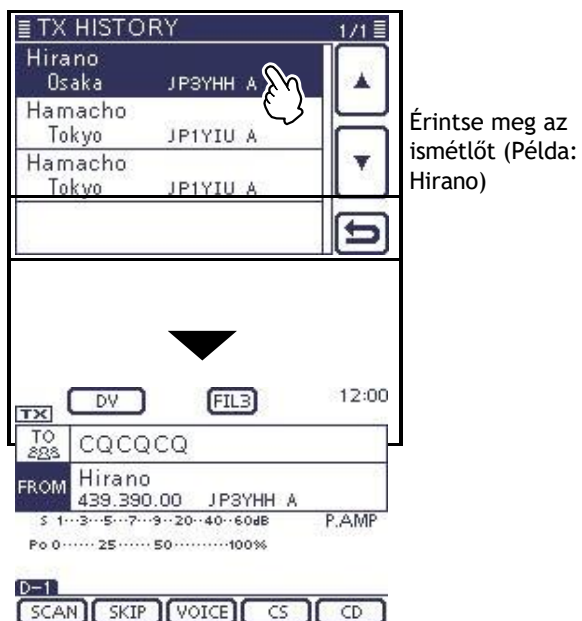 TX HISTORY 1/1
Hirano
Osaka JP3YHH A
Hamacho
Tokyo JP1YIU A
Hamacho
Tokyo JP1YIU A
Érintse meg az
ismétlőt (Példa:
Hirano)
DV FIL3 12:00
TX
TO CQCQCQ
FROM Hirano
439.390.00 JP3YHH A
S 1··3··5··7··9··20··40··60dB P.AMP
Po 0······25······50·········100%
D-1
SCAN SKIP VOICE CS CD